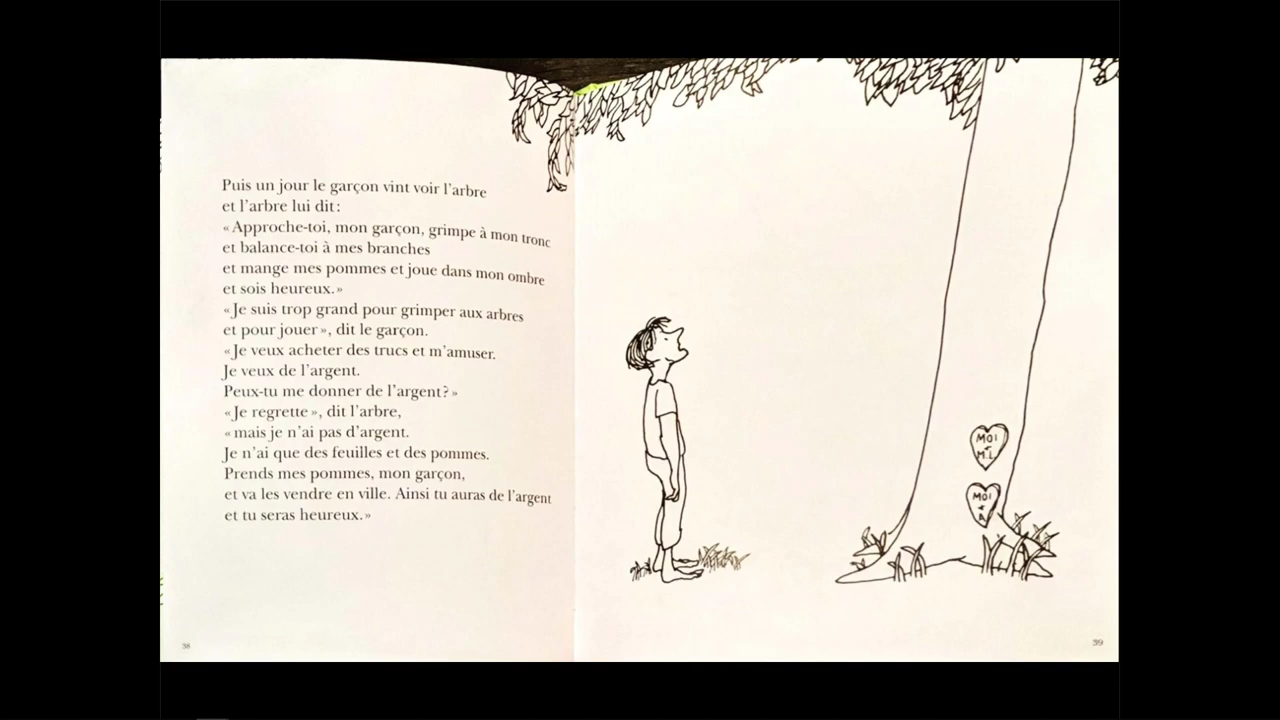 Puis un jour le garçon vint voir l'arbre
et l'arbre lui dit :
« Approche-toi, mon garçon, grimpe à mon tronc
et balance-toi à mes branches
et mange mes pommes et joue dans mon ombre
et sois heureux. »
« Je suis trop grand pour grimper aux arbres
et pour jouer », dit le garçon.
« Je veux acheter des trucs et m'amuser.
Je veux de l'argent.
Peux-tu me donner de l'argent ? »
« Je regrette », dit l'arbre,
« mais je n'ai pas d'argent.
Je n'ai que des feuilles et des pommes.
Prends mes pommes, mon garçon,
et va les vendre en ville. Ainsi tu auras de l'argent
et tu seras heureux. »
38
MOI
+
M.L.
MOI
+
A
39